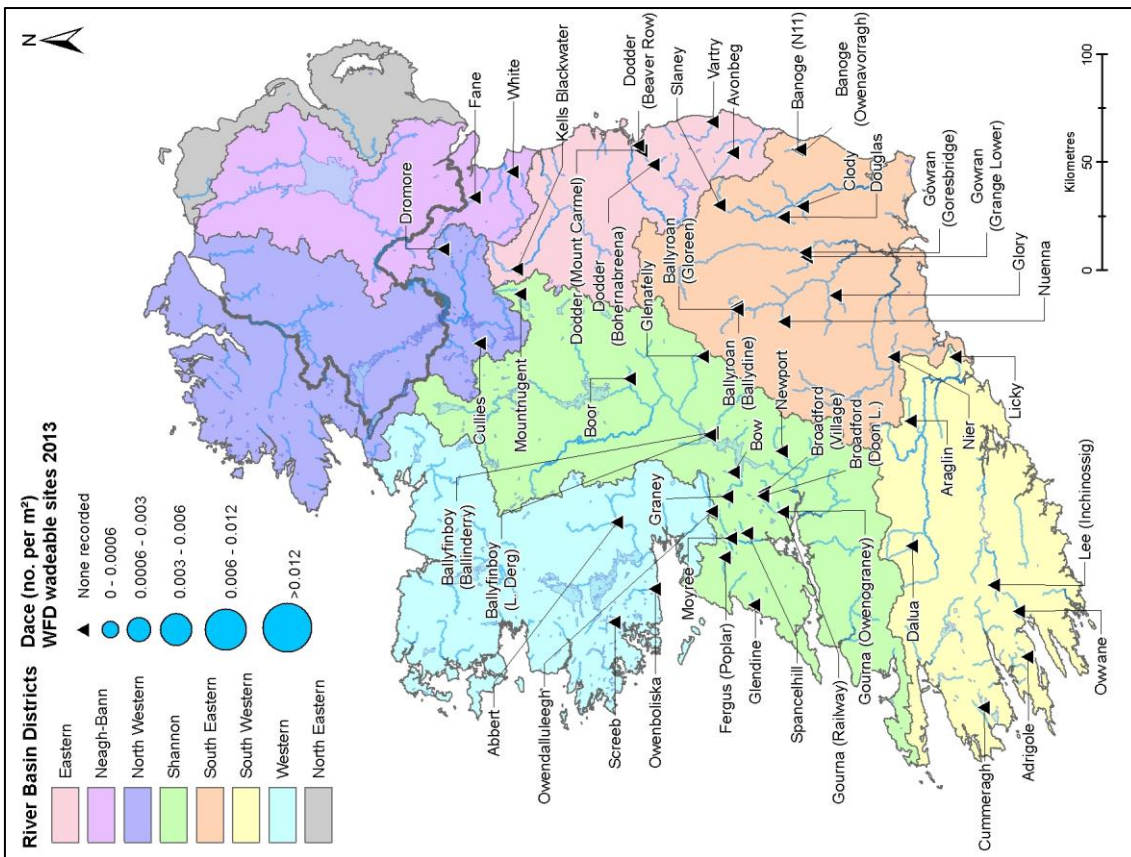 River Basin Districts
Eastern
Neagh-Bann
North Western
Shannon
South Eastern
South Western
Western
North Eastern
Dace (no. per m²)
WFD wadeable sites 2013
None recorded
0 - 0.0006
0.0006 - 0.003
0.003 - 0.006
0.006 - 0.012
>0.012
N
Dromore
Fane
White
Kells Blackwater
Dodder
(Beaver Row)
Slaney
Vartry
Avonbeg
Banoge (N11)
Banoge
(Owenavorragh)
Clody
Douglas
Gowran
(Goresbridge)
Gowran
(Grange Lower)
Glory
Nuenna
Cullies
Mountnugent
Boor
Dodder (Mount Carmel)
Dodder
(Bohernabreena)
Glenafelly
Ballyroan
(Gloreen)
Ballyroan
(Ballydine)
Newport
Bow
Broadford
(Village)
Broadford
(Doon L.)
Ballyfinboy
(Ballinderry)
Ballyfinboy
(L. Derg)
Graney
Abbert
Owendalluleegh
Screeb
Owenboliska
Moyree
Fergus (Poplar)
Glendine
Spancelhill
Gourna (Railway)
Gourna (Owenograney)
Dalua
Araglin
Nier
Licky
Lee (Inchinossig)
Owvane
Adrigole
Cummeragh
0
50
100
Kilometres